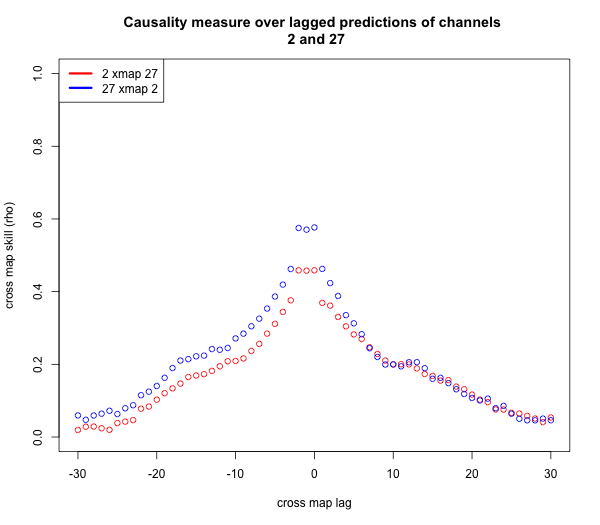 Causality measure over lagged predictions of channels
2 and 27
2 xmap 27
27 xmap 2
cross map skill (rho)
1.0
0.8
0.6
0.4
0.2
0.0
-30 -20 -10 0 10 20 30
cross map lag